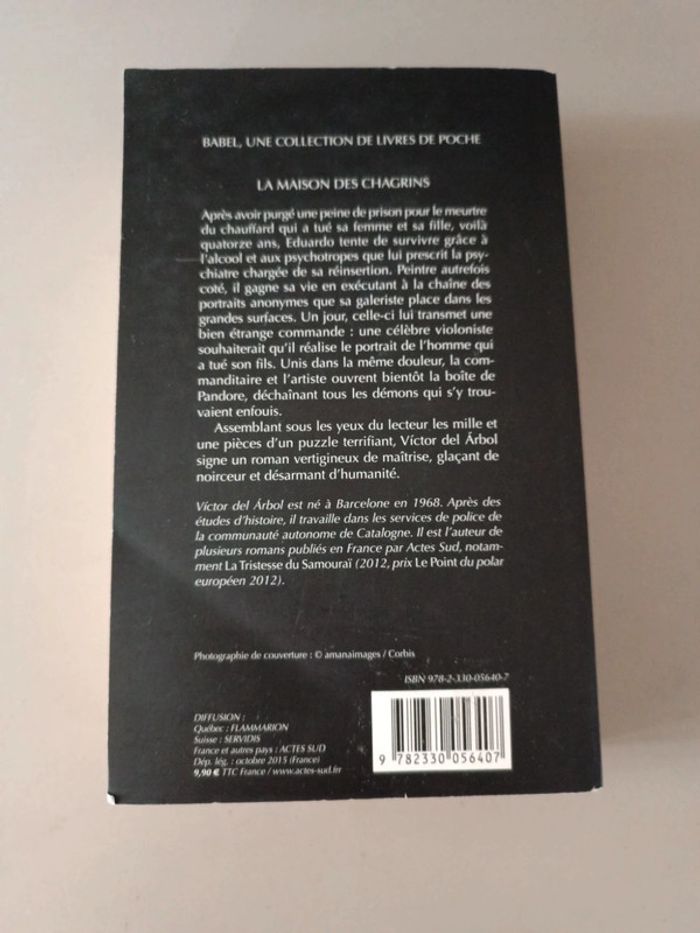 BABEL, UNE COLLECTION DE LIVRES DE POCHE
LA MAISON DES CHAGRINS
Après avoir purgé une peine de prison pour le meurtre
du chauffard qui a tué sa femme et sa fille, voilà
quatorze ans, Eduardo tente de survivre grâce à
l'alcool et aux psychotropes que lui prescrit la psy-
chiatre chargée de sa réinsertion. Peintre autrefois
coté, il gagne sa vie en exécutant à la chaîne des
portraits anonymes que sa galeriste place dans les
grandes surfaces. Un jour, celle-ci lui transmet une
bien étrange commande : une célèbre violoniste
souhaiterait qu'il réalise le portrait de l'homme qui
a tué son fils. Unis dans la même douleur, la com-
manditaire et l'artiste ouvrent bientôt la boîte de
Pandore, déchaînant tous les démons qui s'y trou-
vaient enfouis.
Assemblant sous les yeux du lecteur les mille et
une pièces d'un puzzle terrifiant, Víctor del Árbol
signe un roman vertigineux de maîtrise, glaçant de
noirceur et désarmant d'humanité.
Víctor del Árbol est né à Barcelone en 1968. Après des
études d'histoire, il travaille dans les services de police de
la communauté autonome de Catalogne. Il est l'auteur de
plusieurs romans publiés en France par Actes Sud, notam-
ment La Tristesse du Samouraï (2012, prix Le Point du polar
européen 2012).
Photographie de couverture : © amanaimages / Corbis
ISBN 978-2-330-05640-7
DIFFUSION :
Québec : FLAMMARION
Suisse : SERVIDIS
France et autres pays : ACTES SUD
Dép. lég. : octobre 2015 (France)
9,90 € TTC France / www.actes-sud.fr
9 782330 056407